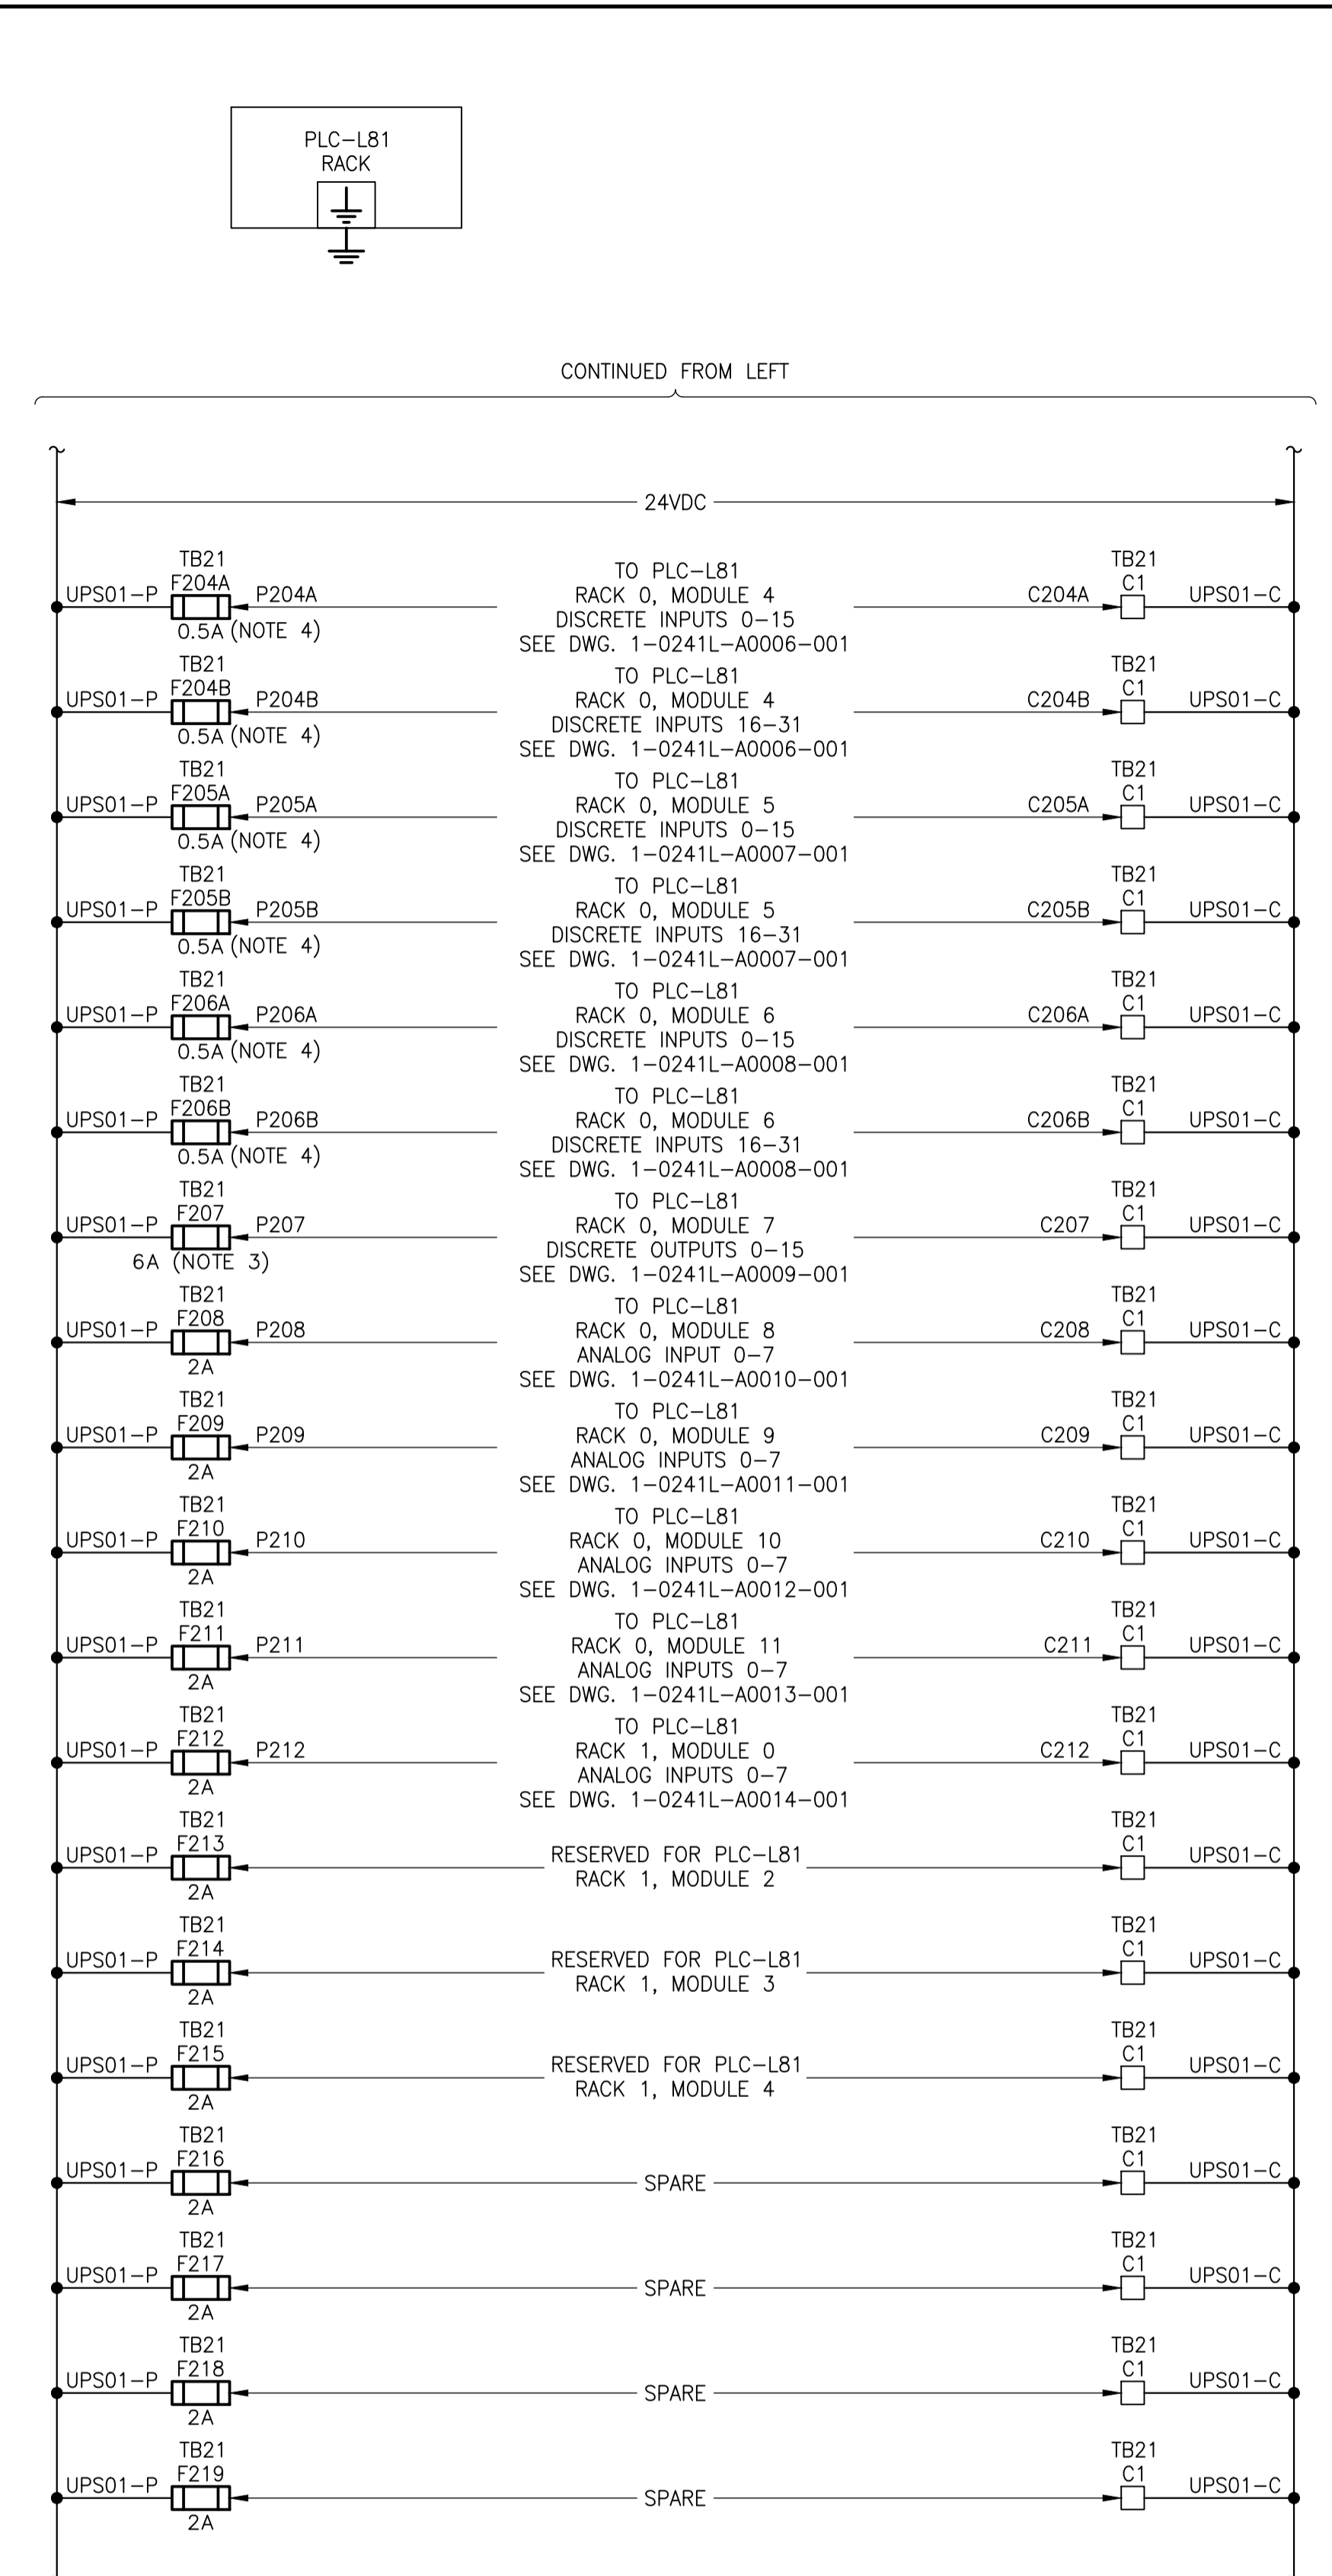 PLC-L81
RACK
CONTINUED FROM LEFT
24VDC
TB21
F204A
UPS01-P
0.5A (NOTE 4)
P204A
TO PLC-L81
RACK 0, MODULE 4
DISCRETE INPUTS 0-15
SEE DWG. 1-0241L-A0006-001
C204A
TB21
C1
UPS01-C
TB21
F204B
UPS01-P
0.5A (NOTE 4)
P204B
TO PLC-L81
RACK 0, MODULE 4
DISCRETE INPUTS 16-31
SEE DWG. 1-0241L-A0006-001
C204B
TB21
C1
UPS01-C
TB21
F205A
UPS01-P
0.5A (NOTE 4)
P205A
TO PLC-L81
RACK 0, MODULE 5
DISCRETE INPUTS 0-15
SEE DWG. 1-0241L-A0007-001
C205A
TB21
C1
UPS01-C
TB21
F205B
UPS01-P
0.5A (NOTE 4)
P205B
TO PLC-L81
RACK 0, MODULE 5
DISCRETE INPUTS 16-31
SEE DWG. 1-0241L-A0007-001
C205B
TB21
C1
UPS01-C
TB21
F206A
UPS01-P
0.5A (NOTE 4)
P206A
TO PLC-L81
RACK 0, MODULE 6
DISCRETE INPUTS 0-15
SEE DWG. 1-0241L-A0008-001
C206A
TB21
C1
UPS01-C
TB21
F206B
UPS01-P
0.5A (NOTE 4)
P206B
TO PLC-L81
RACK 0, MODULE 6
DISCRETE INPUTS 16-31
SEE DWG. 1-0241L-A0008-001
C206B
TB21
C1
UPS01-C
TB21
F207
UPS01-P
6A (NOTE 3)
P207
TO PLC-L81
RACK 0, MODULE 7
DISCRETE OUTPUTS 0-15
SEE DWG. 1-0241L-A0009-001
C207
TB21
C1
UPS01-C
TB21
F208
UPS01-P
2A
P208
TO PLC-L81
RACK 0, MODULE 8
ANALOG INPUT 0-7
SEE DWG. 1-0241L-A0010-001
C208
TB21
C1
UPS01-C
TB21
F209
UPS01-P
2A
P209
TO PLC-L81
RACK 0, MODULE 9
ANALOG INPUTS 0-7
SEE DWG. 1-0241L-A0011-001
C209
TB21
C1
UPS01-C
TB21
F210
UPS01-P
2A
P210
TO PLC-L81
RACK 0, MODULE 10
ANALOG INPUTS 0-7
SEE DWG. 1-0241L-A0012-001
C210
TB21
C1
UPS01-C
TB21
F211
UPS01-P
2A
P211
TO PLC-L81
RACK 0, MODULE 11
ANALOG INPUTS 0-7
SEE DWG. 1-0241L-A0013-001
C211
TB21
C1
UPS01-C
TB21
F212
UPS01-P
2A
P212
TO PLC-L81
RACK 1, MODULE 0
ANALOG INPUTS 0-7
SEE DWG. 1-0241L-A0014-001
C212
TB21
C1
UPS01-C
TB21
F213
UPS01-P
2A
RESERVED FOR PLC-L81
RACK 1, MODULE 2
TB21
C1
UPS01-C
TB21
F214
UPS01-P
2A
RESERVED FOR PLC-L81
RACK 1, MODULE 3
TB21
C1
UPS01-C
TB21
F215
UPS01-P
2A
RESERVED FOR PLC-L81
RACK 1, MODULE 4
TB21
C1
UPS01-C
TB21
F216
UPS01-P
2A
SPARE
TB21
C1
UPS01-C
TB21
F217
UPS01-P
2A
SPARE
TB21
C1
UPS01-C
TB21
F218
UPS01-P
2A
SPARE
TB21
C1
UPS01-C
TB21
F219
UPS01-P
2A
SPARE
TB21
C1
UPS01-C